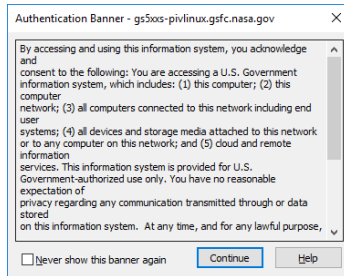 Authentication Banner - gs5xxs-pivlinux.gsfc.nasa.gov
By accessing and using this information system, you acknowledge
and
consent to the following: You are accessing a U.S. Government
information system, which includes: (1) this computer; (2) this
computer
network; (3) all computers connected to this network including end
user
systems; (4) all devices and storage media attached to this network
or to any computer on this network; and (5) cloud and remote
information
services. This information system is provided for U.S.
Government-authorized use only. You have no reasonable
expectation of
privacy regarding any communication transmitted through or data
stored
on this information system.  At any time, and for any lawful purpose,
Never show this banner again
Continue
Help